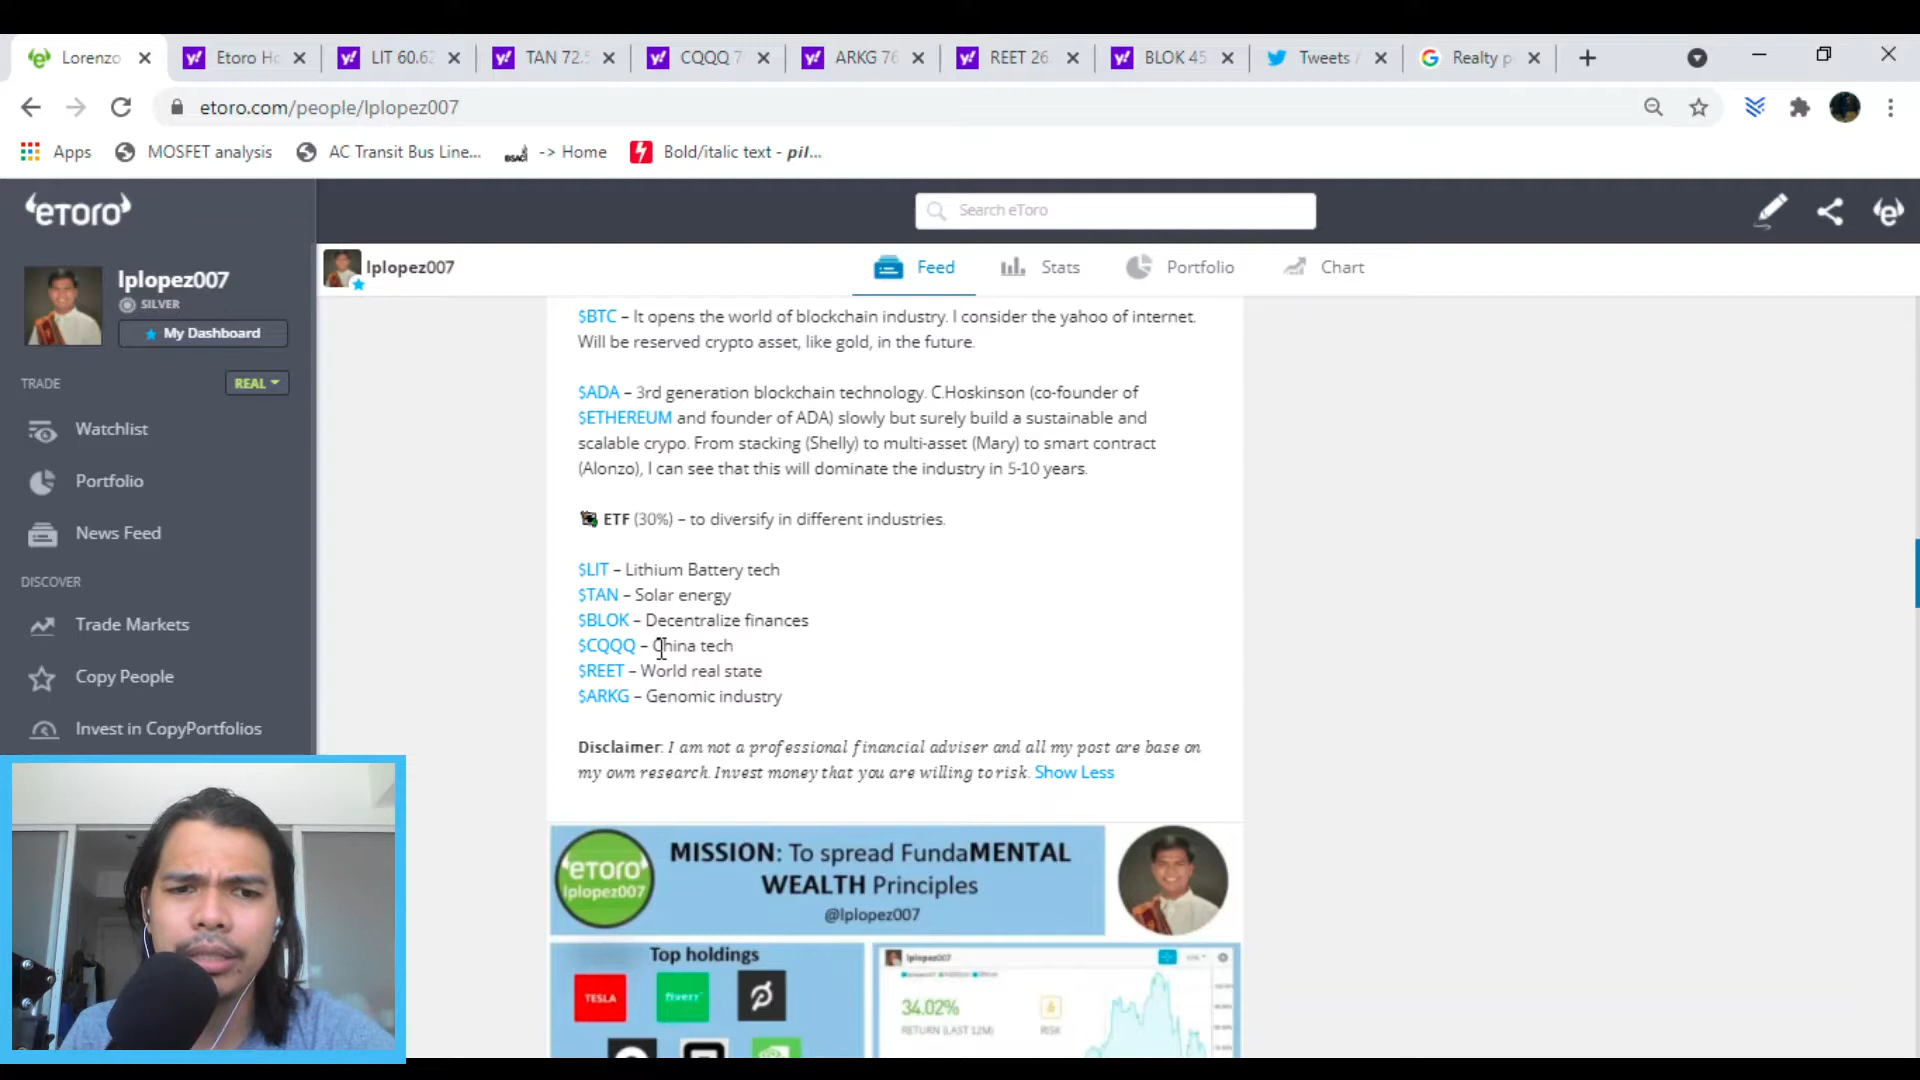 Lorenzo
Etoro Ho
LIT 60.62
TAN 72.5
CQQQ 7
ARKG 76
REET 26.
BLOK 45
Tweets /
Realty p
etoro.com/people/lplopez007
Apps
MOSFET analysis
AC Transit Bus Line...
-> Home
Bold/italic text - pil...
eTORO
Search eToro
lplopez007
SILVER
My Dashboard
lplopez007
Feed
Stats
Portfolio
Chart
TRADE
REAL
Watchlist
Portfolio
News Feed
DISCOVER
Trade Markets
Copy People
Invest in CopyPortfolios
$BTC – It opens the world of blockchain industry. I consider the yahoo of internet.
Will be reserved crypto asset, like gold, in the future.
$ADA – 3rd generation blockchain technology. C.Hoskinson (co-founder of
$ETHEREUM and founder of ADA) slowly but surely build a sustainable and
scalable crypo. From stacking (Shelly) to multi-asset (Mary) to smart contract
(Alonzo), I can see that this will dominate the industry in 5-10 years.
ETF (30%) – to diversify in different industries.
$LIT – Lithium Battery tech
$TAN – Solar energy
$BLOK – Decentralize finances
$CQQQ – China tech
$REET – World real state
$ARKG – Genomic industry
Disclaimer: I am not a professional financial adviser and all my post are base on
my own research. Invest money that you are willing to risk. Show Less
eTORO
lplopez007
MISSION: To spread FundaMENTAL
WEALTH Principles
@lplopez007
Top holdings
TESLA
fiverr
lplopez007
34.02%
RETURN (LAST 12M)
6
RISK